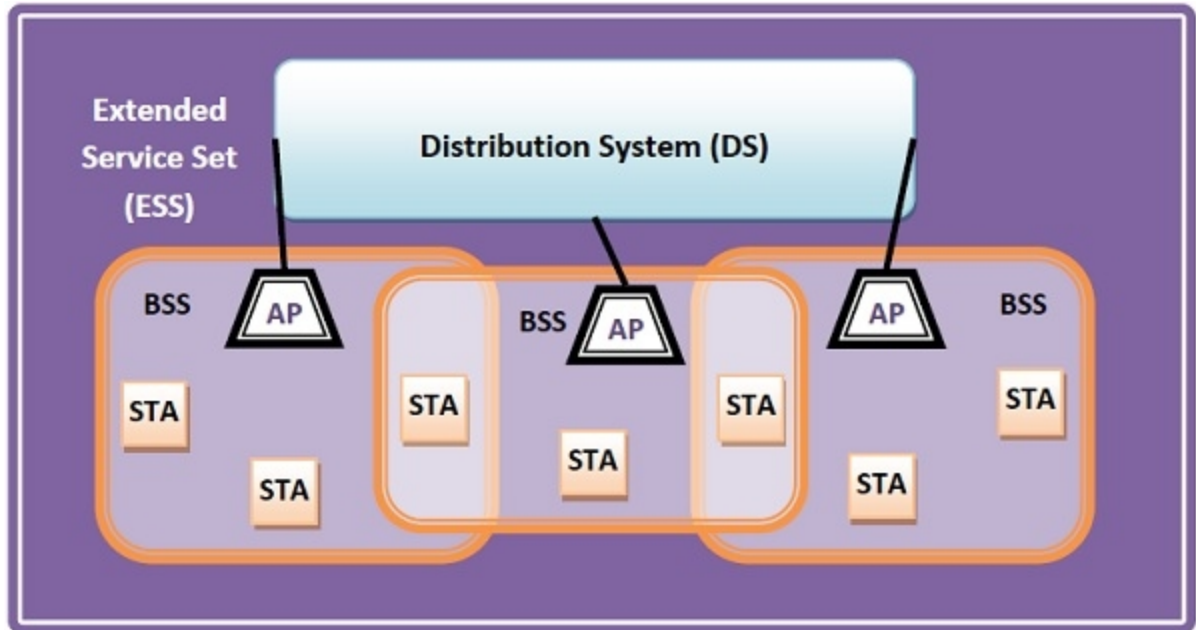 Extended
Service Set
(ESS)
Distribution System (DS)
BSS
AP
BSS
AP
AP
BSS
STA
STA
STA
STA
STA
STA
STA